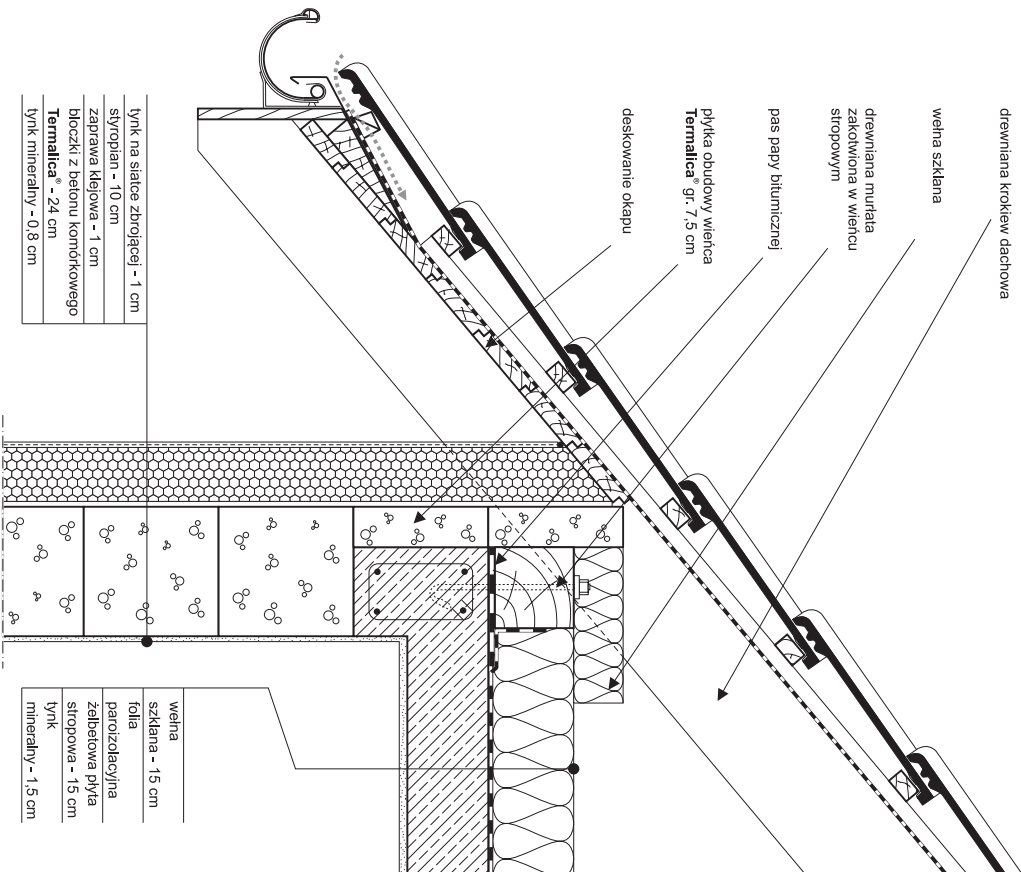 drewniana krokiew dachowa
wełna szklana
drewniana murłata
zakotwiona w wieńcu
stropowym
pas papy bitumicznej
płytka obudowy wieńca
Termalica® gr. 7,5 cm
deskowanie okapu
tynk na siatce zbrojącej - 1 cm
styropian - 10 cm
zaprawa klejowa - 1 cm
bloczki z betonu komórkowego
Termalica® - 24 cm
tynk mineralny - 0,8 cm
wełna
szklana - 15 cm
folia
paroizolacyjna
żelbetowa płyta
stropowa - 15 cm
tynk
mineralny - 1,5 cm